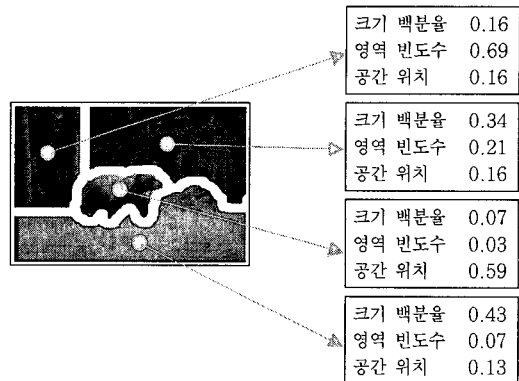 크기 백분율 0.16
영역 빈도수 0.69
공간 위치 0.16
크기 백분율 0.34
영역 빈도수 0.21
공간 위치 0.16
크기 백분율 0.07
영역 빈도수 0.03
공간 위치 0.59
크기 백분율 0.43
영역 빈도수 0.07
공간 위치 0.13